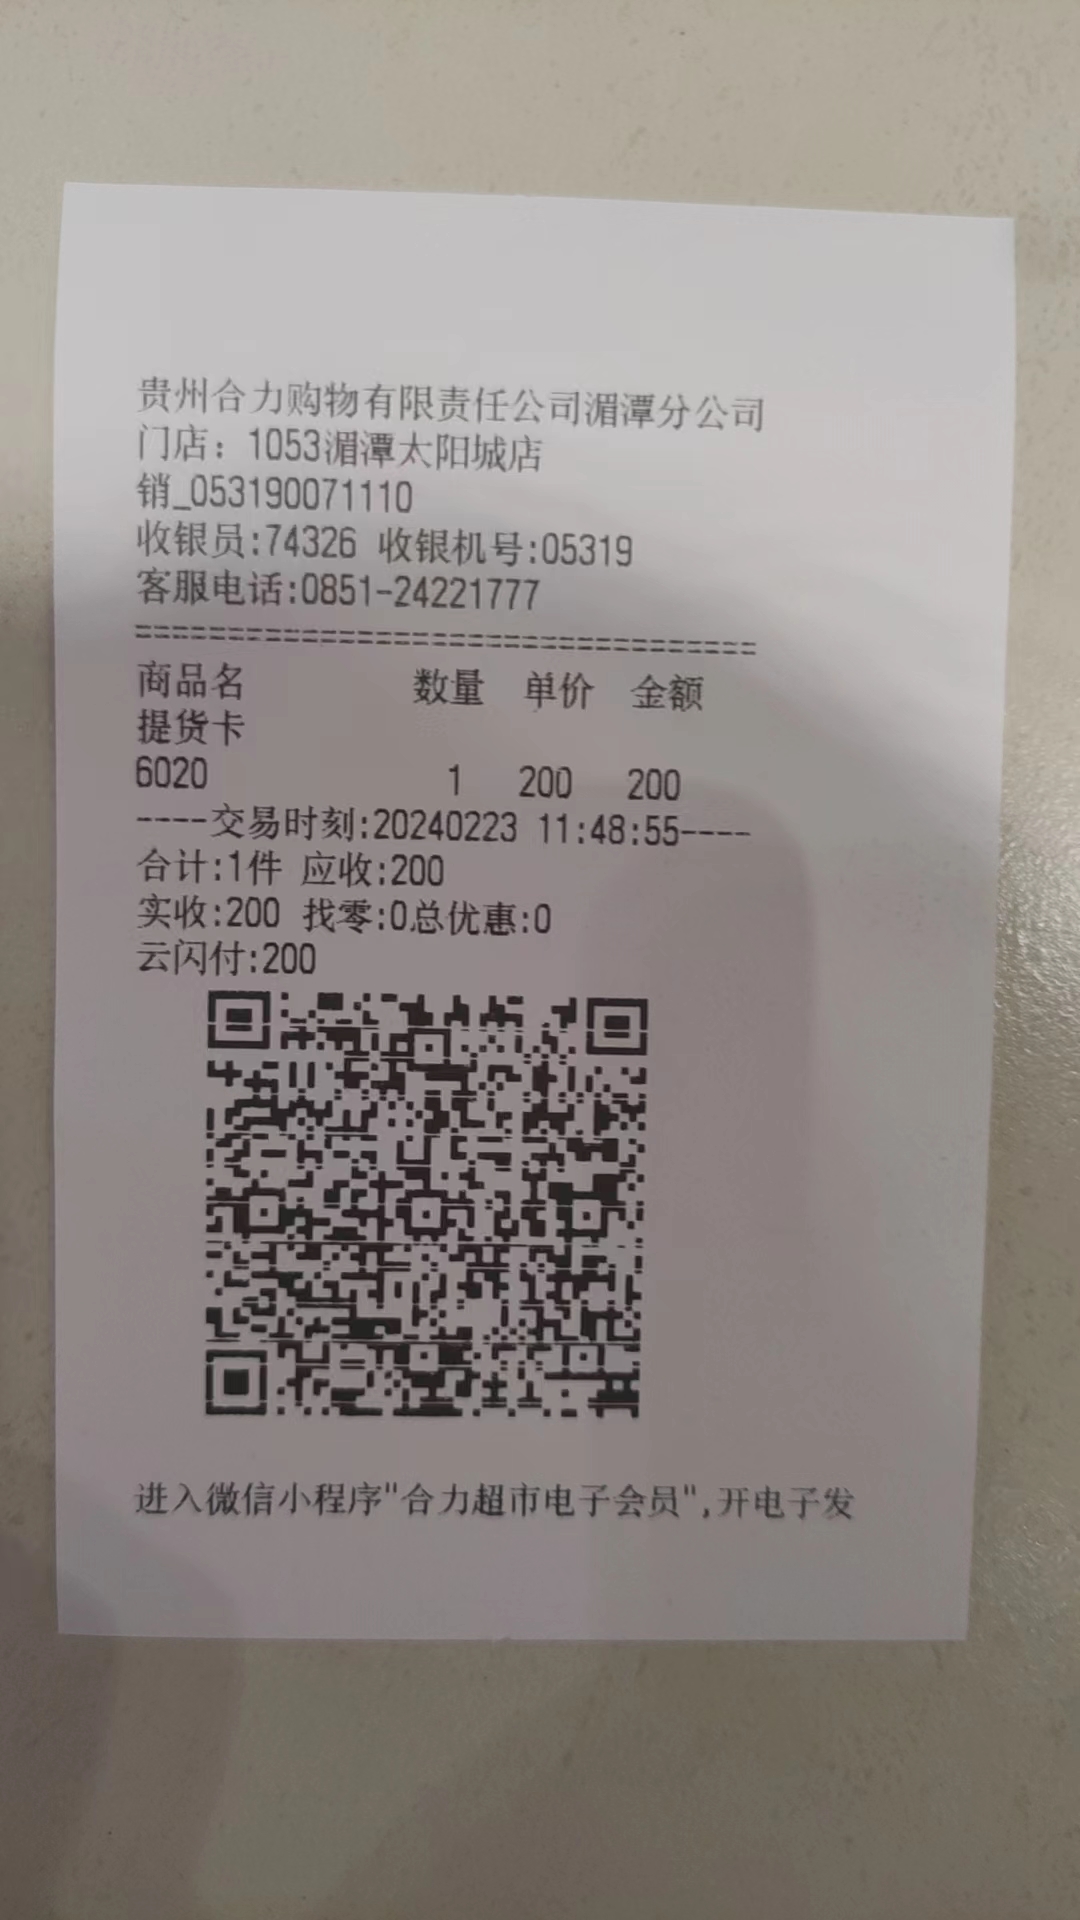 贵州合力购物有限责任公司湄潭分公司
门店：1053湄潭太阳城店
销_053190071110
收银员:74326 收银机号:05319
客服电话:0851-24221777
==================================
商品名 数量 单价 金额
提货卡
6020 1 200 200
----交易时刻:20240223 11:48:55----
合计:1件 应收:200
实收:200 找零:0总优惠:0
云闪付:200
进入微信小程序"合力超市电子会员",开电子发